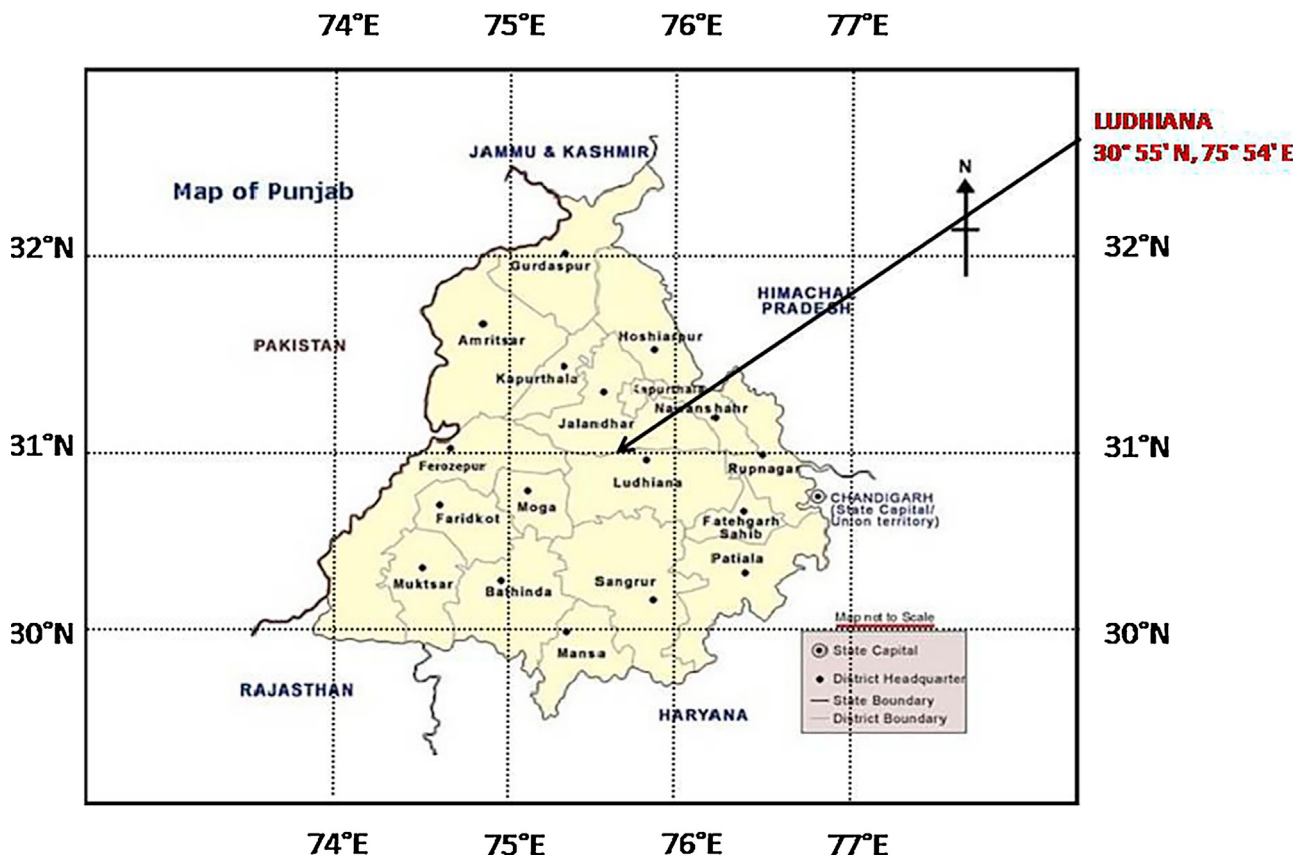 74°E 75°E 76°E 77°E
LUDHIANA
30° 55' N, 75° 54' E
JAMMU & KASHMIR
N
Map of Punjab
32°N
32°N
Gurdaspur
HIMACHAL
PRADESH
Amritsar
Hoshiarpur
PAKISTAN
Kapurthala
Kapurthala
Nawanshahr
Jalandhar
31°N
31°N
Ferozepur
Rupnagar
Ludhiana
CHANDIGARH
(State Capital/
Union territory)
Moga
Faridkot
Fatehgarh
Sahib
Patiala
Muktsar
Bathinda
Sangrur
Map not to Scale
30°N
30°N
Mansa
State Capital
District Headquarter
State Boundary
District Boundary
RAJASTHAN
HARYANA
74°E 75°E 76°E 77°E